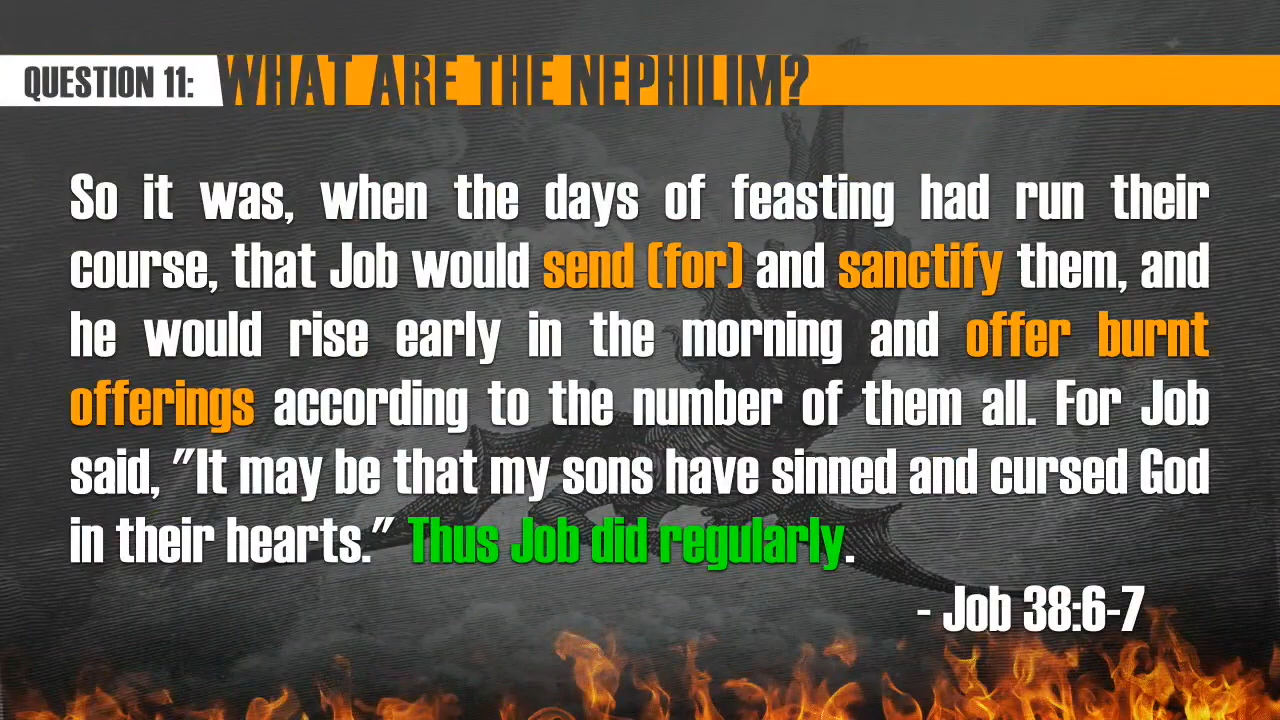 QUESTION 11: WHAT ARE THE NEPHILIM?
So it was, when the days of feasting had run their
course, that Job would send (for) and sanctify them, and
he would rise early in the morning and offer burnt
offerings according to the number of them all. For Job
said, "It may be that my sons have sinned and cursed God
in their hearts." Thus Job did regularly.
- Job 38:6-7